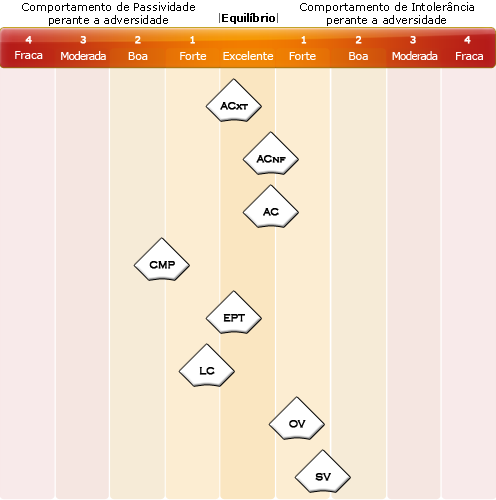 Comportamento de Passividade
perante a adversidade
|Equilíbrio|
Comportamento de Intolerância
perante a adversidade
4 3 2 1 1 2 3 4
Fraca Moderada Boa Forte Excelente Forte Boa Moderada Fraca
ACXT
ACNF
AC
CMP
EPT
LC
OV
SV